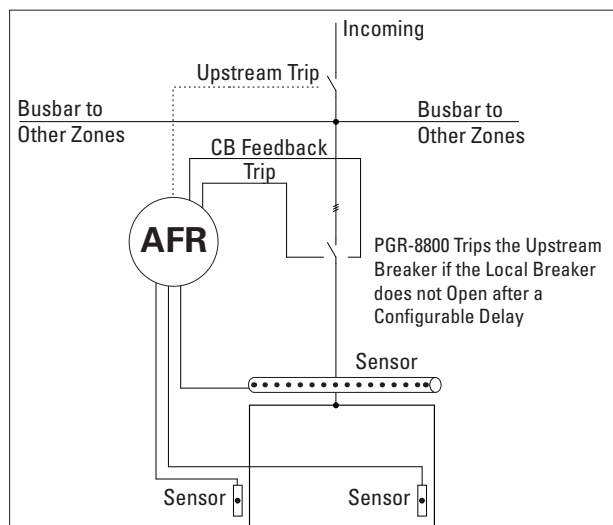 Incoming
Upstream Trip
Busbar to
Other Zones
Busbar to
Other Zones
CB Feedback
Trip
AFR
PGR-8800 Trips the Upstream
Breaker if the Local Breaker
does not Open after a
Configurable Delay
Sensor
Sensor
Sensor